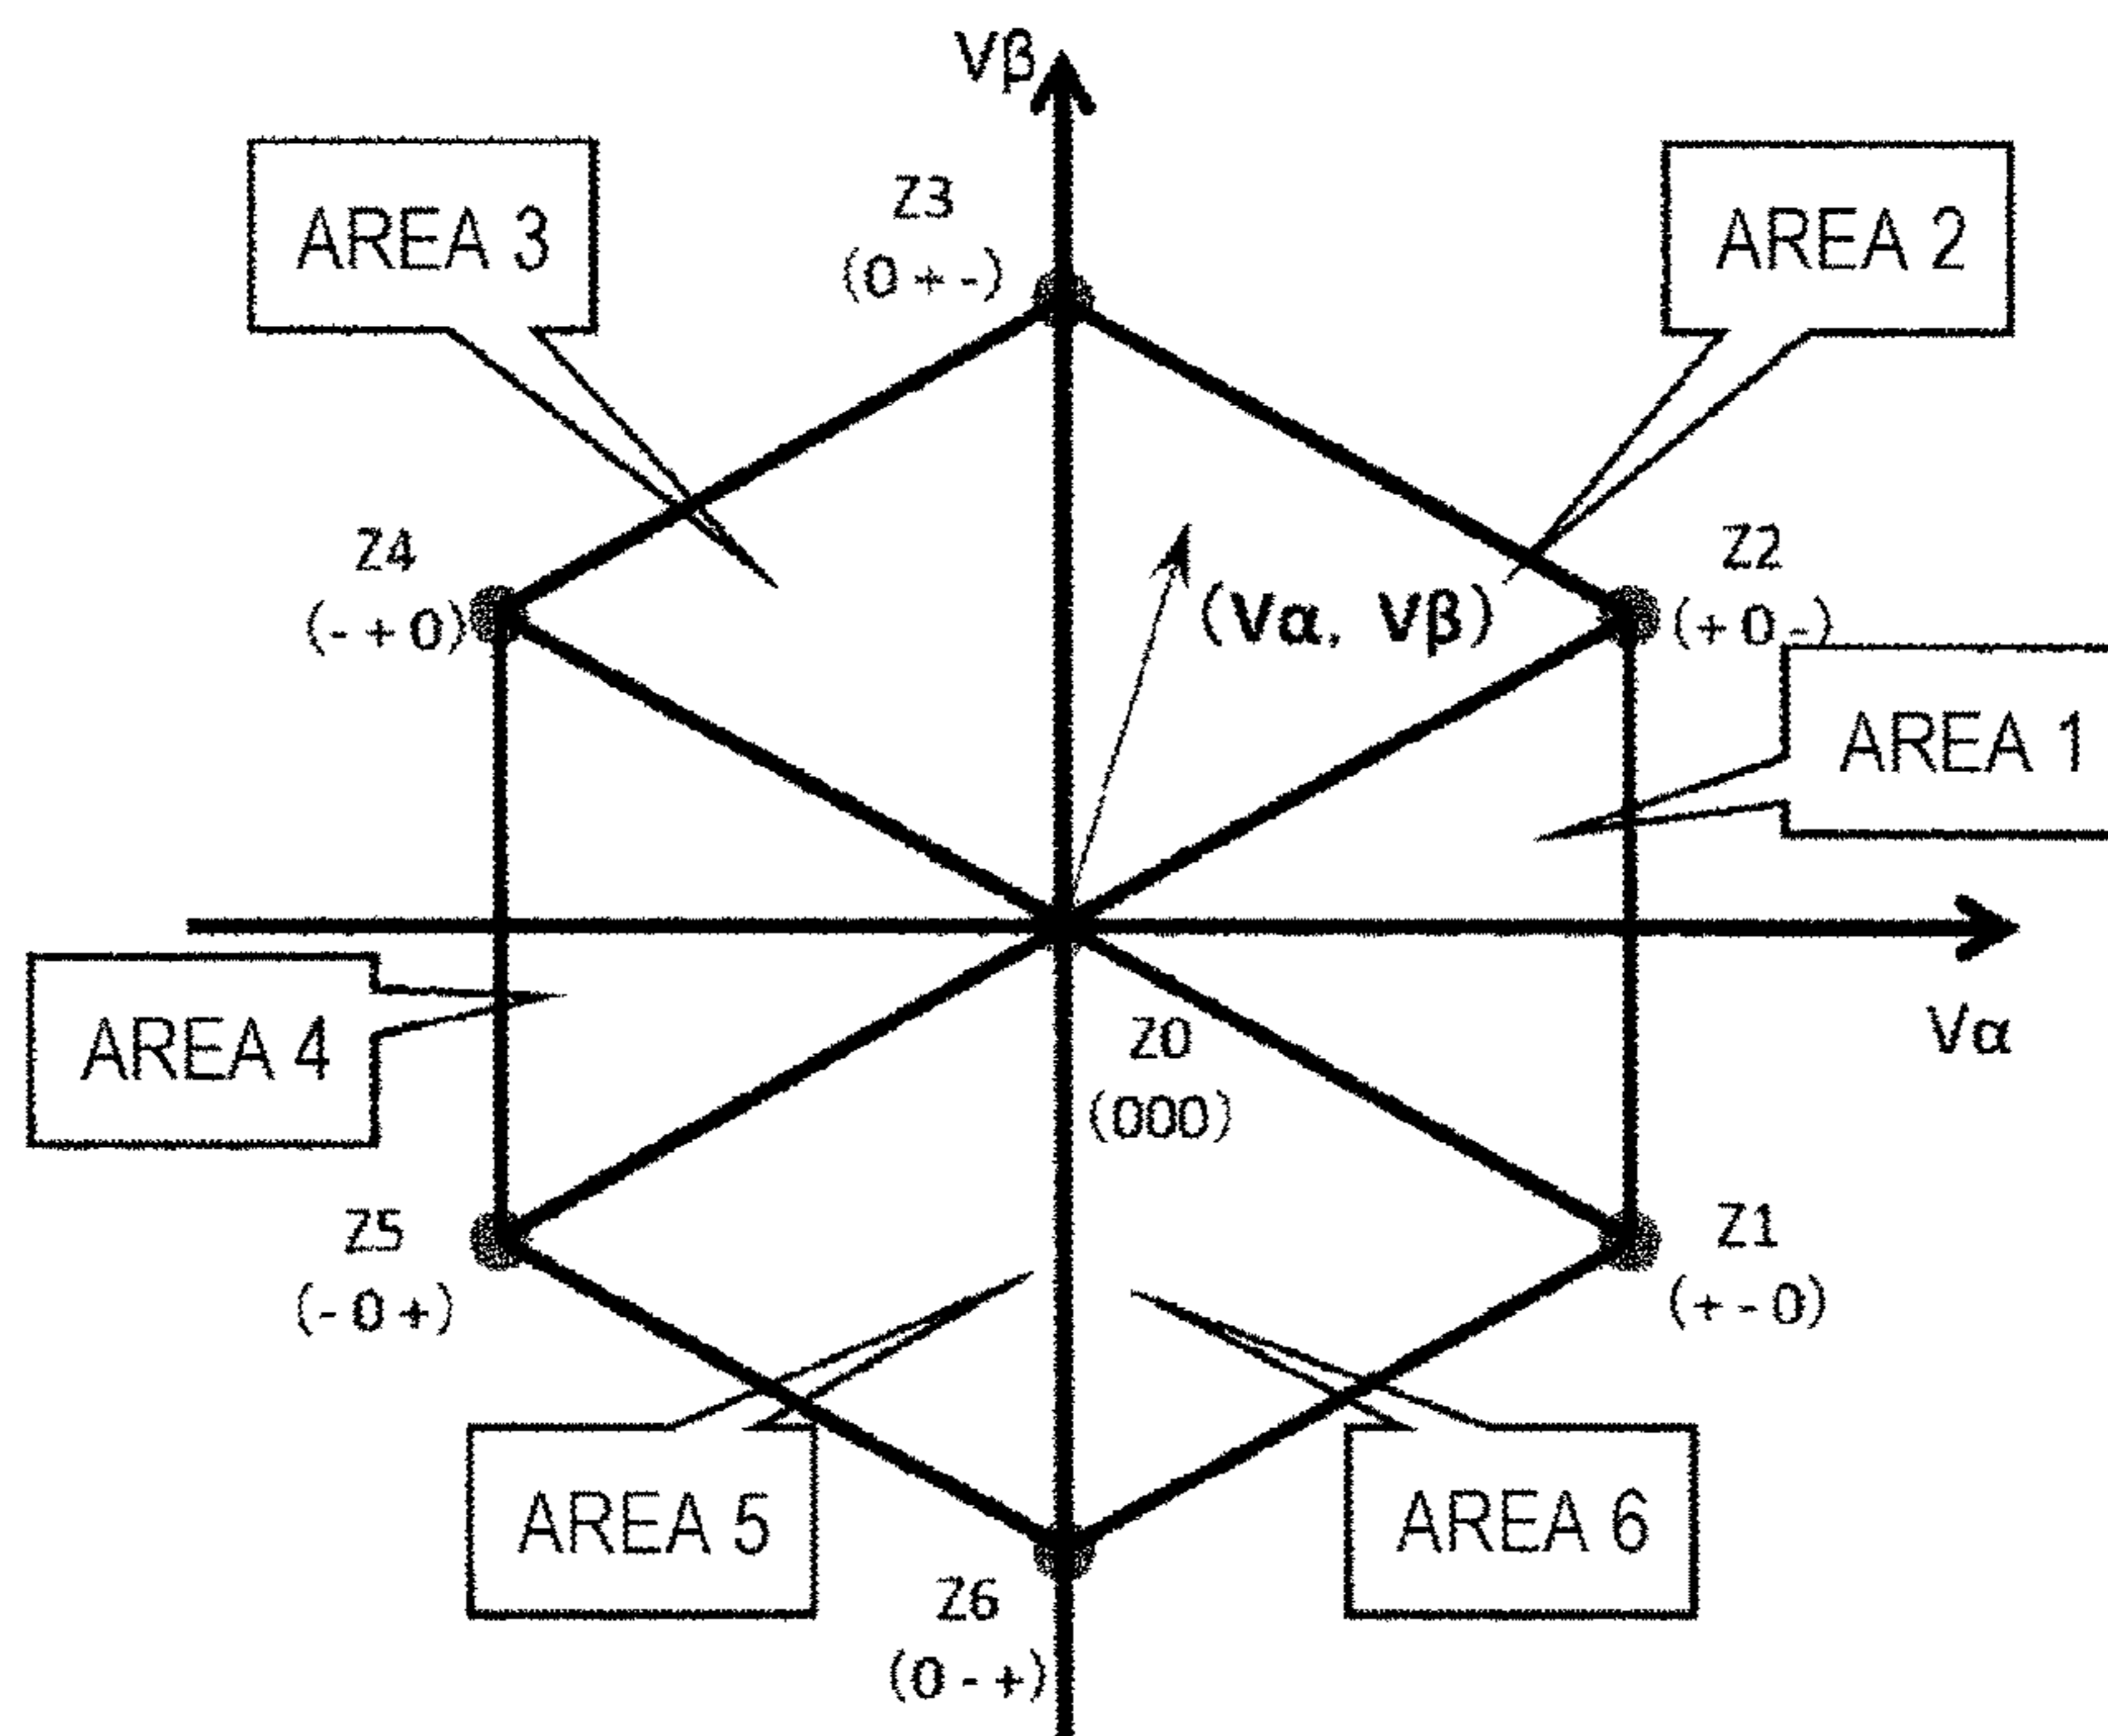 Vβ
AREA 3
Z3
(0 + -)
AREA 2
Z4
(- + 0)
(Vα, Vβ)
Z2
(+ 0 -)
AREA 1
Vα
AREA 4
Z0
(000)
Z5
(- 0 +)
Z1
(+ - 0)
AREA 5
AREA 6
Z6
(0 - +)